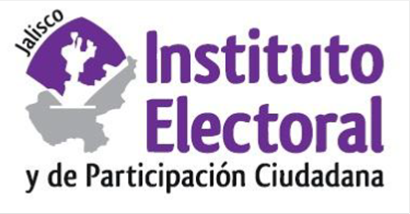 Jalisco
Instituto
Electoral
y de Participación Ciudadana